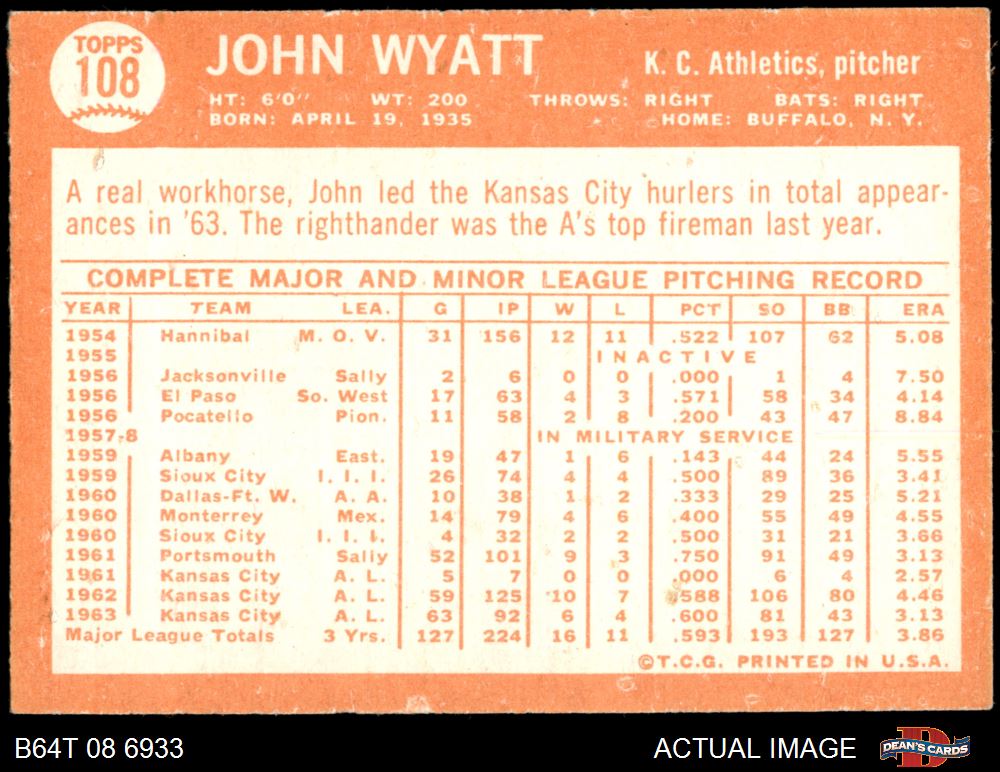 TOPPS
108
JOHN WYATT
K. C. Athletics, pitcher
HT: 6'0" WT: 200 THROWS: RIGHT BATS: RIGHT
BORN: APRIL 19, 1935 HOME: BUFFALO, N. Y.
A real workhorse, John led the Kansas City hurlers in total appear-
ances in '63. The righthander was the A's top fireman last year.
COMPLETE MAJOR AND MINOR LEAGUE PITCHING RECORD
YEAR TEAM LEA. G IP W L PCT SO BB ERA
1954 Hannibal M. O. V. 31 156 12 11 .522 107 62 5.08
1955 INACTIVE
1956 Jacksonville Sally 2 6 0 0 .000 1 4 7.50
1956 El Paso So. West 17 63 4 3 .571 58 34 4.14
1956 Pocatello Pion. 11 58 2 8 .200 43 47 8.84
1957-8 IN MILITARY SERVICE
1959 Albany East. 19 47 1 6 .143 44 24 5.55
1959 Sioux City I. I. I. 26 74 4 4 .500 89 36 3.41
1960 Dallas-Ft. W. A. A. 10 38 1 2 .333 29 25 5.21
1960 Monterrey Mex. 14 79 4 6 .400 55 49 4.55
1960 Sioux City I. I. I. 4 32 2 2 .500 31 21 3.66
1961 Portsmouth Sally 52 101 9 3 .750 91 49 3.13
1961 Kansas City A. L. 5 7 0 0 .000 6 4 2.57
1962 Kansas City A. L. 59 125 10 7 .588 106 80 4.46
1963 Kansas City A. L. 63 92 6 4 .600 81 43 3.13
Major League Totals 3 Yrs. 127 224 16 11 .593 193 127 3.86
©T.C.G. PRINTED IN U.S.A.
B64T 08 6933
ACTUAL IMAGE
DEAN'S CARDS